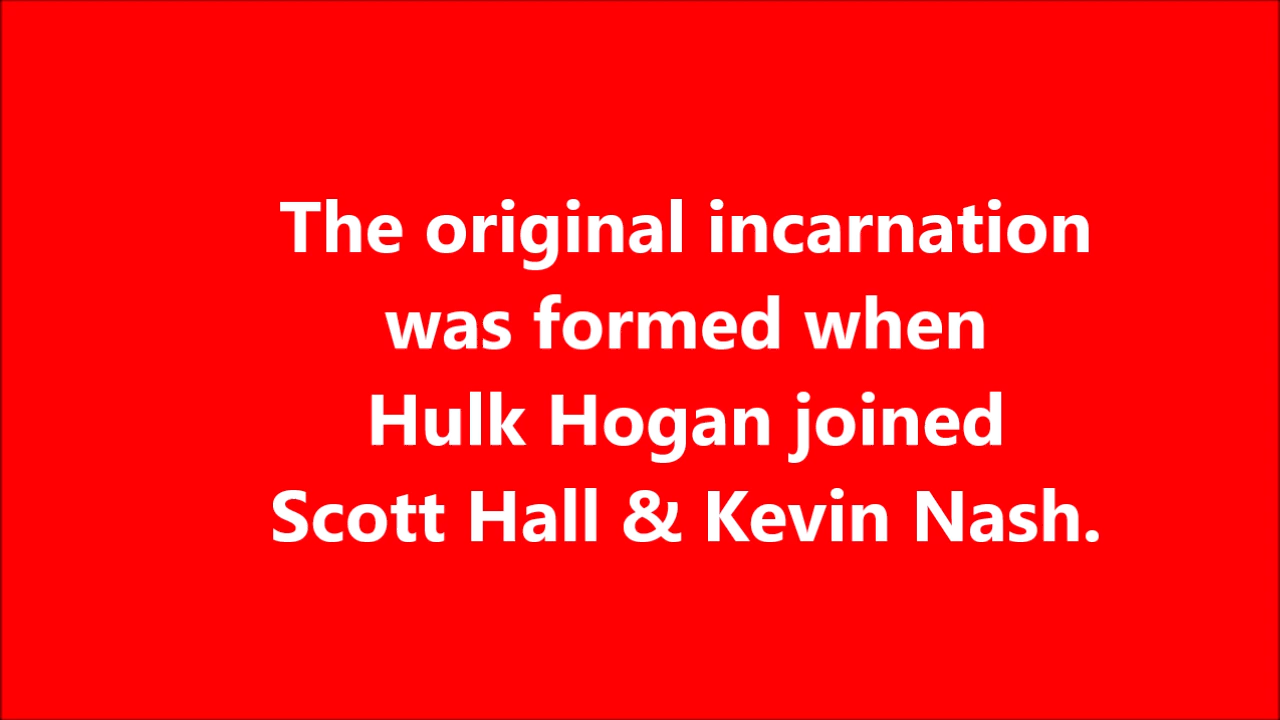 The original incarnation
was formed when
Hulk Hogan joined
Scott Hall & Kevin Nash.